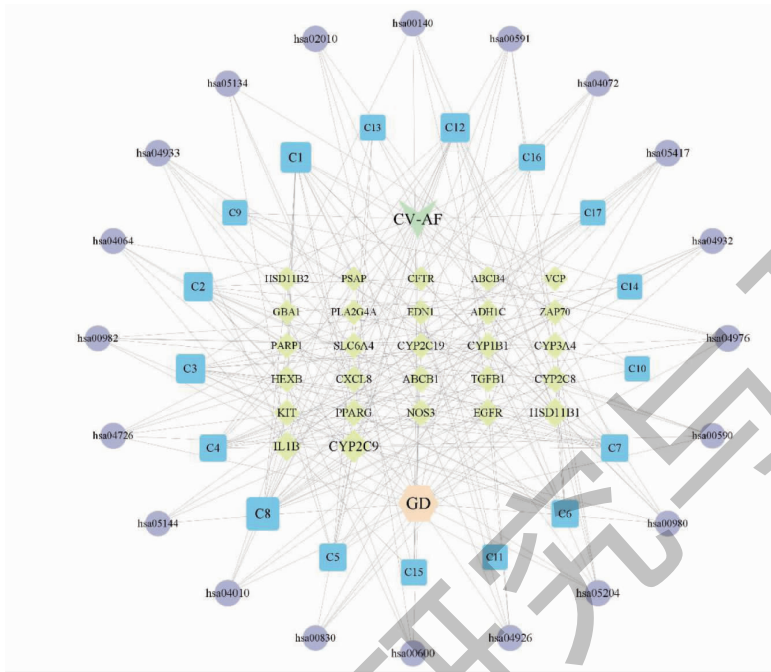 hsa00140
hsa02010
hsa00591
hsa05134
hsa04072
C13
C12
hsa04933
C1
C16
hsa05417
C9
CV-AF
C17
hsa04064
hsa04932
C2
HSD11B2 PSAP CFTR ABCB4 VCP
C14
GBA1 PLA2G4A EDN1 ADH1C ZAP70
hsa00982
hsa04976
PARP1 SLC6A4 CYP2C19 CYP1B1 CYP3A4
C3
C10
HEXB CXCL8 ABCB1 TGFB1 CYP2C8
KIT PPARG NOS3 EGFR HSD11B1
hsa04726
hsa00590
C4
IL1B CYP2C9
C7
GD
C8
C6
hsa05144
hsa00980
C5
C11
C15
hsa04010
hsa05204
hsa00830
hsa04926
hsa00600
研究与